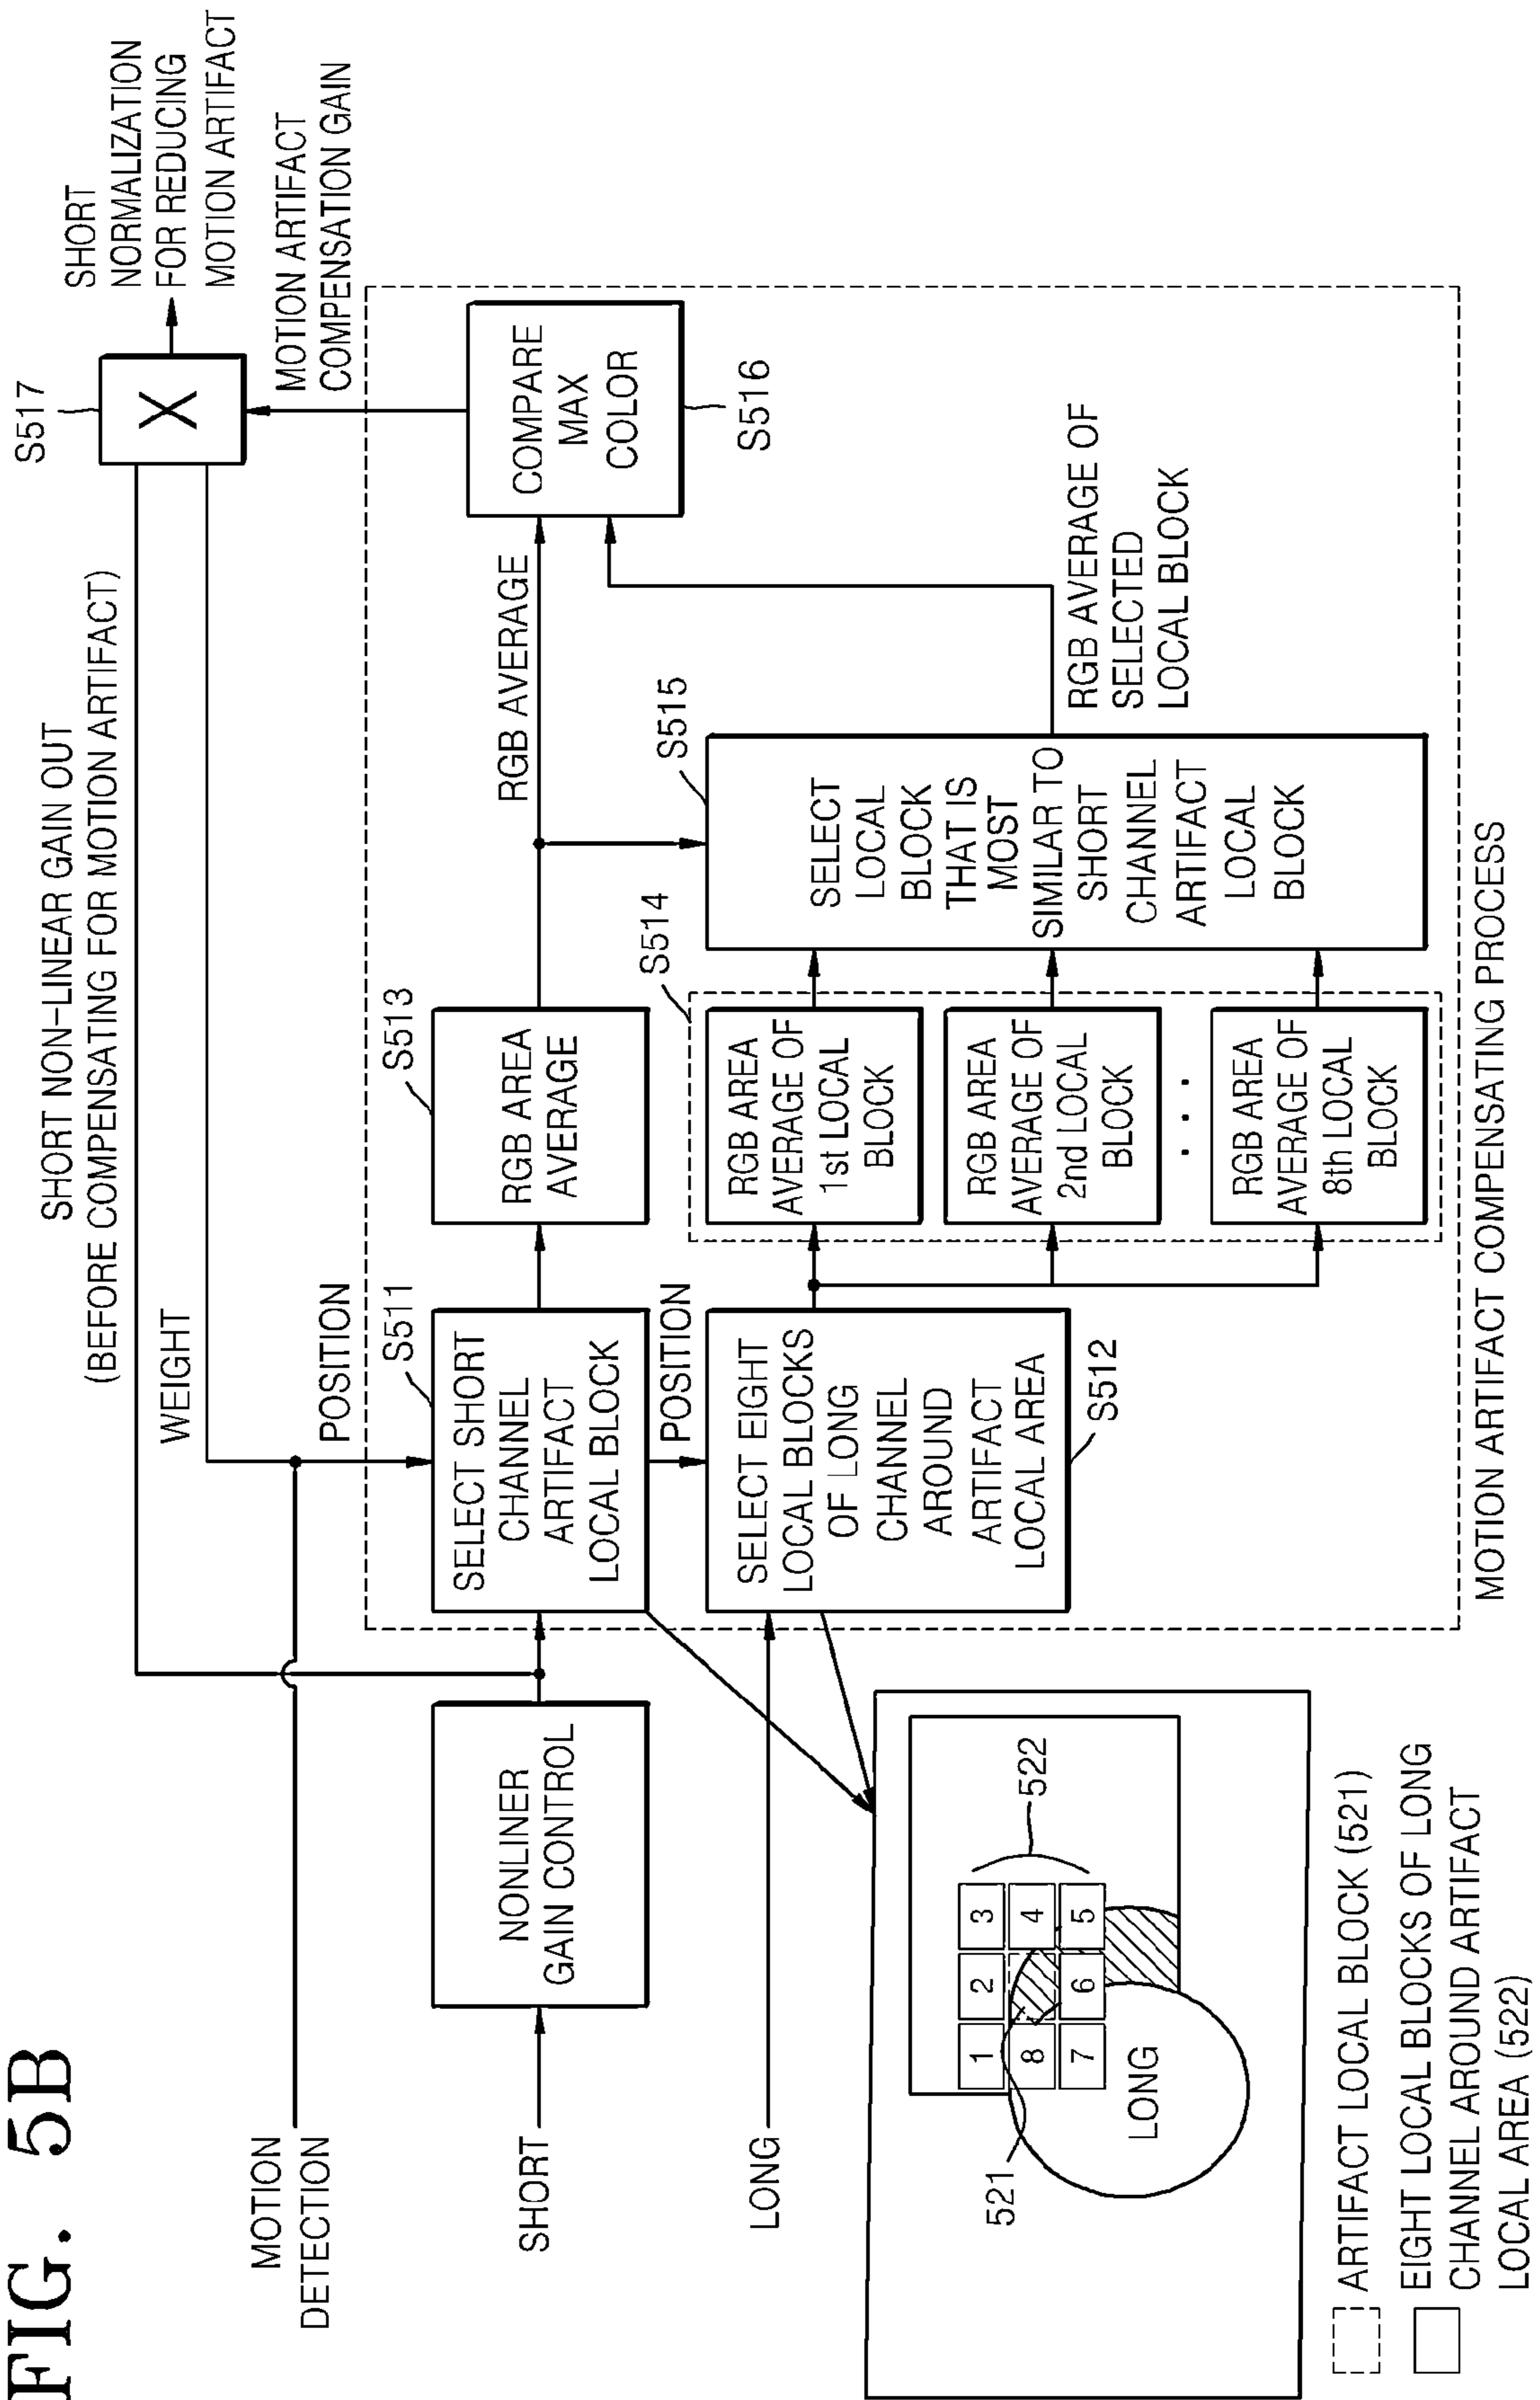 FIG. 5B
SHORT NON-LINEAR GAIN OUT
(BEFORE COMPENSATING FOR MOTION ARTIFACT)
S517
X
SHORT
NORMALIZATION
FOR REDUCING
MOTION ARTIFACT
WEIGHT
MOTION
DETECTION
POSITION
MOTION ARTIFACT
COMPENSATION GAIN
SHORT
NONLINER
GAIN CONTROL
S511
SELECT SHORT
CHANNEL
ARTIFACT
LOCAL BLOCK
S513
RGB AREA
AVERAGE
RGB AVERAGE
COMPARE
MAX
COLOR
S516
POSITION
LONG
SELECT EIGHT
LOCAL BLOCKS
OF LONG
CHANNEL
AROUND
ARTIFACT
LOCAL AREA
S512
S514
RGB AREA
AVERAGE OF
1st LOCAL
BLOCK
RGB AREA
AVERAGE OF
2nd LOCAL
BLOCK
...
RGB AREA
AVERAGE OF
8th LOCAL
BLOCK
S515
SELECT
LOCAL
BLOCK
THAT IS
MOST
SIMILAR TO
SHORT
CHANNEL
ARTIFACT
LOCAL
BLOCK
RGB AVERAGE OF
SELECTED
LOCAL BLOCK
521
1 2 3
8 4
7 6 5
522
LONG
ARTIFACT LOCAL BLOCK (521)
EIGHT LOCAL BLOCKS OF LONG
CHANNEL AROUND ARTIFACT
LOCAL AREA (522)
MOTION ARTIFACT COMPENSATING PROCESS